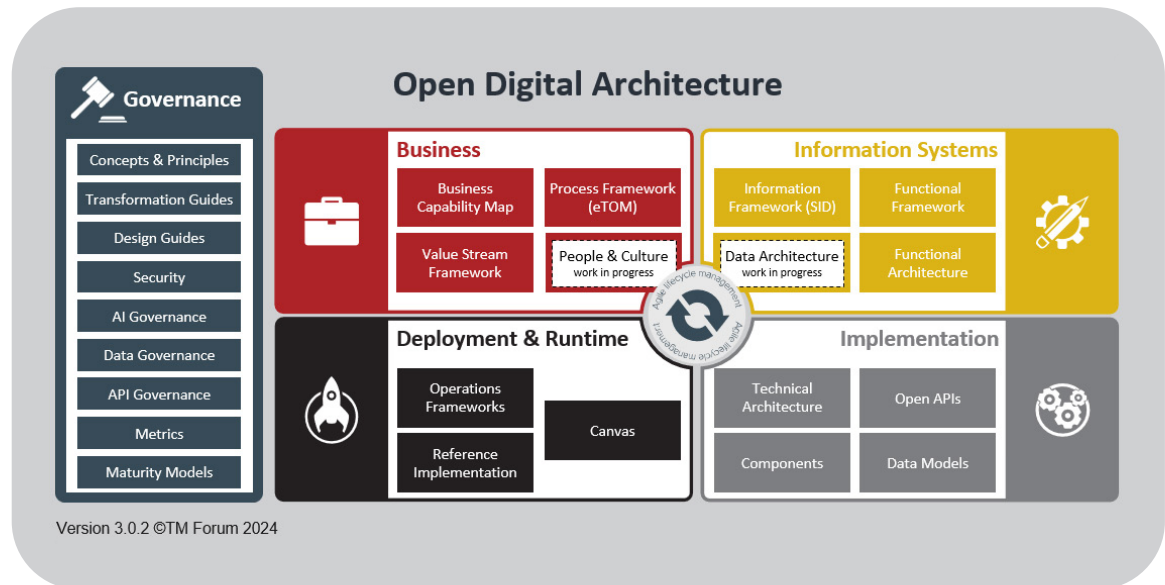 Open Digital Architecture
Governance
Concepts & Principles
Transformation Guides
Design Guides
Security
AI Governance
Data Governance
API Governance
Metrics
Maturity Models
Business
Business
Capability Map
Process Framework
(eTOM)
Value Stream
Framework
People & Culture
work in progress
Information Systems
Information
Framework (SID)
Functional
Framework
Data Architecture
work in progress
Functional
Architecture
Agile lifecycle management
Agile lifecycle management
Deployment & Runtime
Operations
Frameworks
Canvas
Reference
Implementation
Implementation
Technical
Architecture
Open APIs
Components
Data Models
Version 3.0.2 ©TM Forum 2024